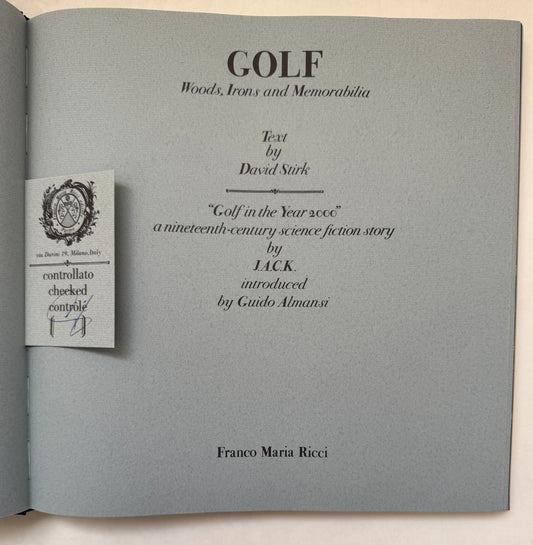 GOLF
Woods, Irons and Memorabilia
Text
by
David Stirk
"Golf in the Year 2000"
a nineteenth-century science fiction story
by
J.A.C.K.
introduced
by Guido Almansi
Franco Maria Ricci
via Durini 19, Milano, Italy
controllato
checked
contrôlé